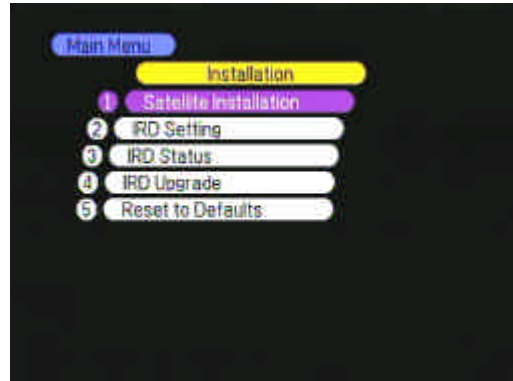 Main Menu
Installation
1 Satellite Installation
2 IRD Setting
3 IRD Status
4 IRD Upgrade
5 Reset to Defaults